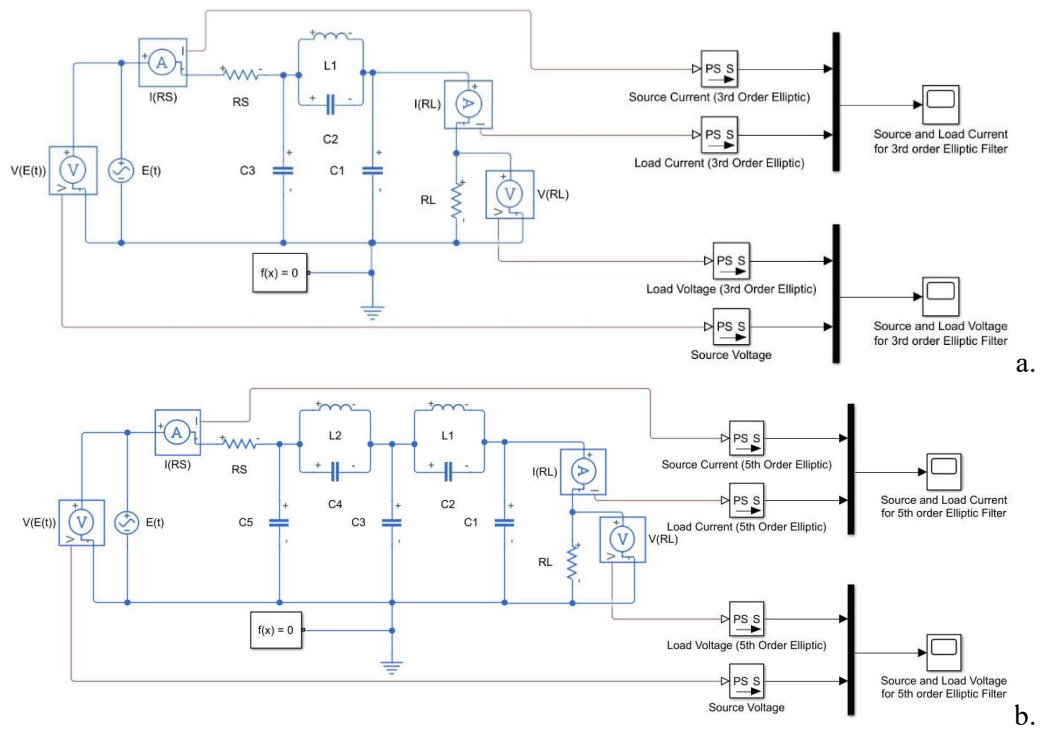 I
+ A -
I(RS)
+ -
RS
+ -
L1
+ -
C2
+
C3
-
+
C1
-
I(RL)
+
A
I
+
V(E(t))
V
V
E(t)
+
RL
-
+
V
V
V(RL)
f(x) = 0
PS S
Source Current (3rd Order Elliptic)
PS S
Load Current (3rd Order Elliptic)
Source and Load Current
for 3rd order Elliptic Filter
PS S
Load Voltage (3rd Order Elliptic)
PS S
Source Voltage
Source and Load Voltage
for 3rd order Elliptic Filter
a.
I
+ A -
I(RS)
+ -
RS
+ -
L2
+ -
C4
+ -
L1
+ -
C2
+
C5
-
+
C3
-
+
C1
-
I(RL)
+
A
I
+
V(E(t))
V
V
E(t)
+
RL
-
+
V
V
V(RL)
f(x) = 0
PS S
Source Current (5th Order Elliptic)
PS S
Load Current (5th Order Elliptic)
Source and Load Current
for 5th order Elliptic Filter
PS S
Load Voltage (5th Order Elliptic)
PS S
Source Voltage
Source and Load Voltage
for 5th order Elliptic Filter
b.